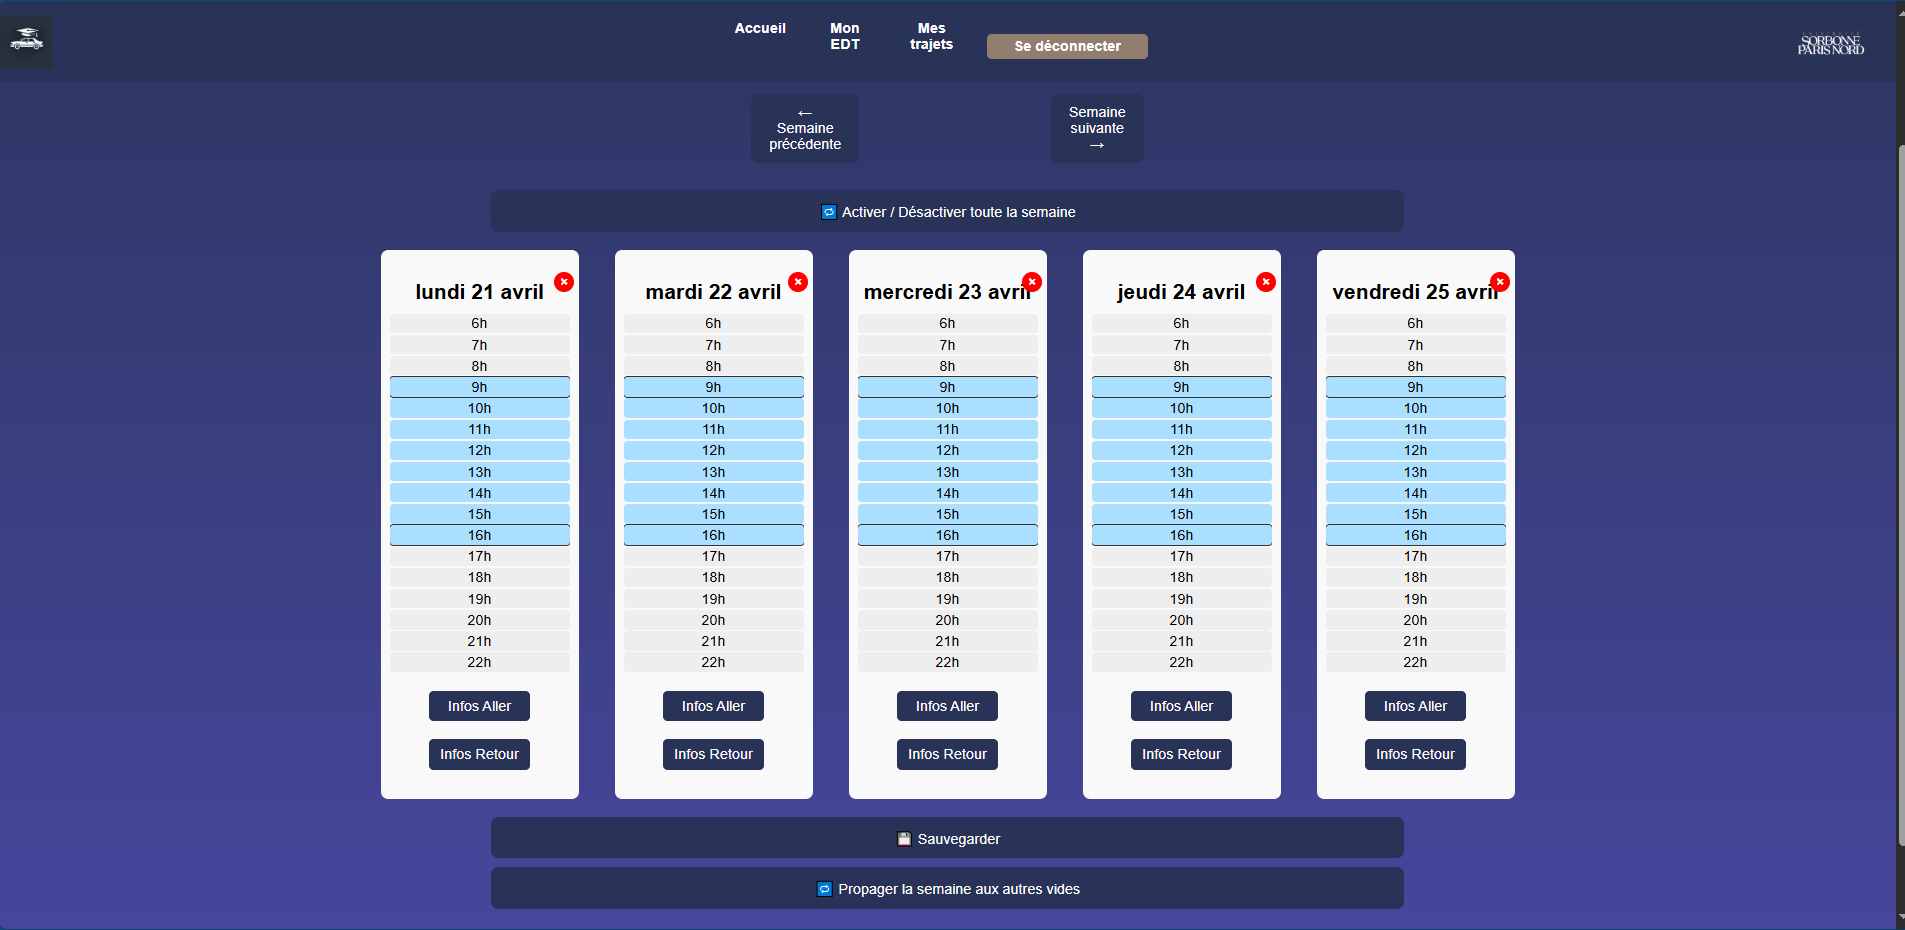 Accueil
Mon
EDT
Mes
trajets
Se déconnecter
SORBONNE
PARIS NORD
←
Semaine
précédente
Semaine
suivante
→
Activer / Désactiver toute la semaine
lundi 21 avril
6h
7h
8h
9h
10h
11h
12h
13h
14h
15h
16h
17h
18h
19h
20h
21h
22h
Infos Aller
Infos Retour
mardi 22 avril
6h
7h
8h
9h
10h
11h
12h
13h
14h
15h
16h
17h
18h
19h
20h
21h
22h
Infos Aller
Infos Retour
mercredi 23 avril
6h
7h
8h
9h
10h
11h
12h
13h
14h
15h
16h
17h
18h
19h
20h
21h
22h
Infos Aller
Infos Retour
jeudi 24 avril
6h
7h
8h
9h
10h
11h
12h
13h
14h
15h
16h
17h
18h
19h
20h
21h
22h
Infos Aller
Infos Retour
vendredi 25 avril
6h
7h
8h
9h
10h
11h
12h
13h
14h
15h
16h
17h
18h
19h
20h
21h
22h
Infos Aller
Infos Retour
Sauvegarder
Propager la semaine aux autres vides